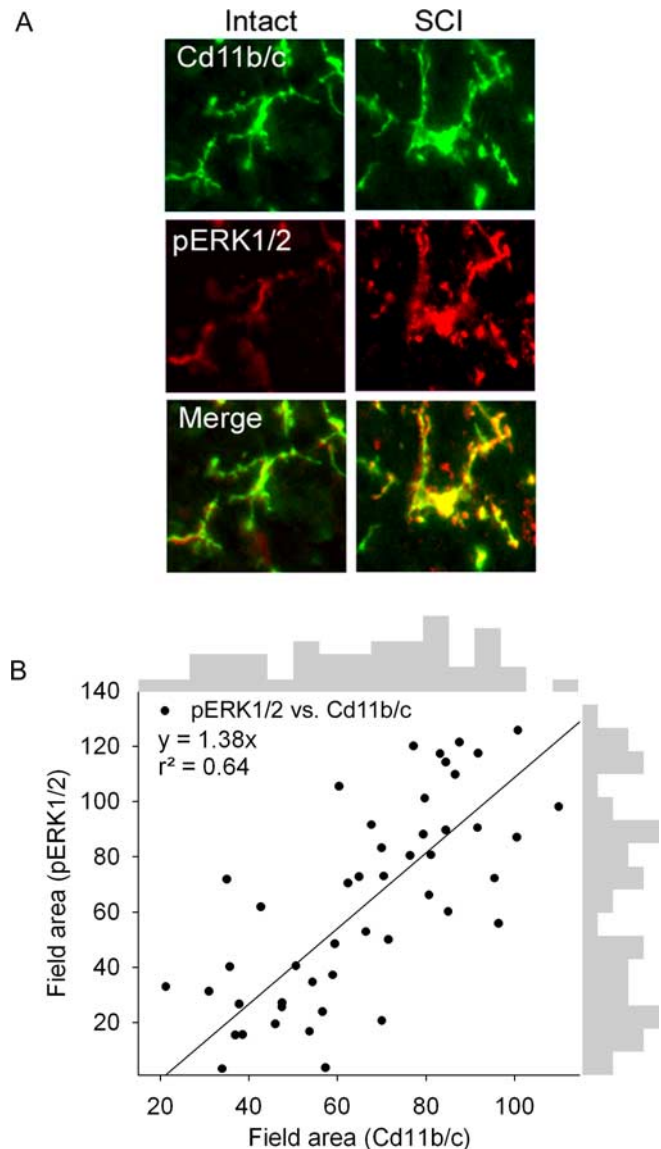 A
Intact
SCI
Cd11b/c
pERK1/2
Merge
B
140
120
100
80
60
40
20
Field area (pERK1/2)
pERK1/2 vs. Cd11b/c
y = 1.38x
r² = 0.64
20 40 60 80 100
Field area (Cd11b/c)